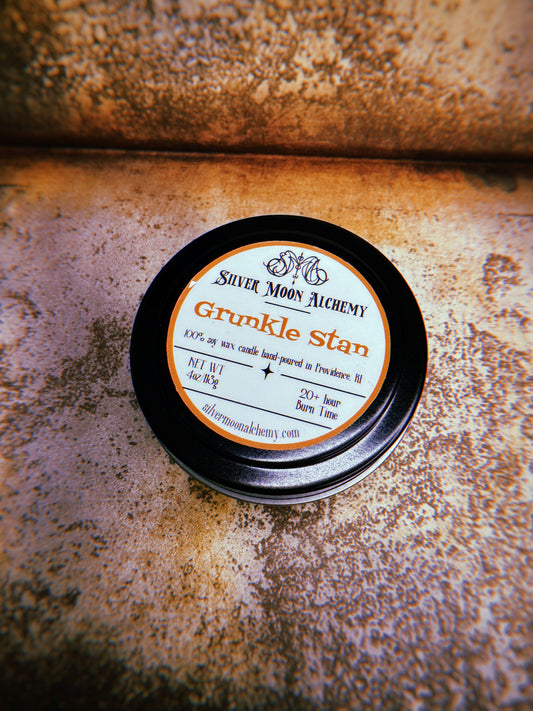 Silver Moon Alchemy
Grunkle Stan
100% soy wax candle hand-poured in Providence, RI
NET WT
4oz/113g
20+ hour
Burn Time
silvermoonalchemy.com